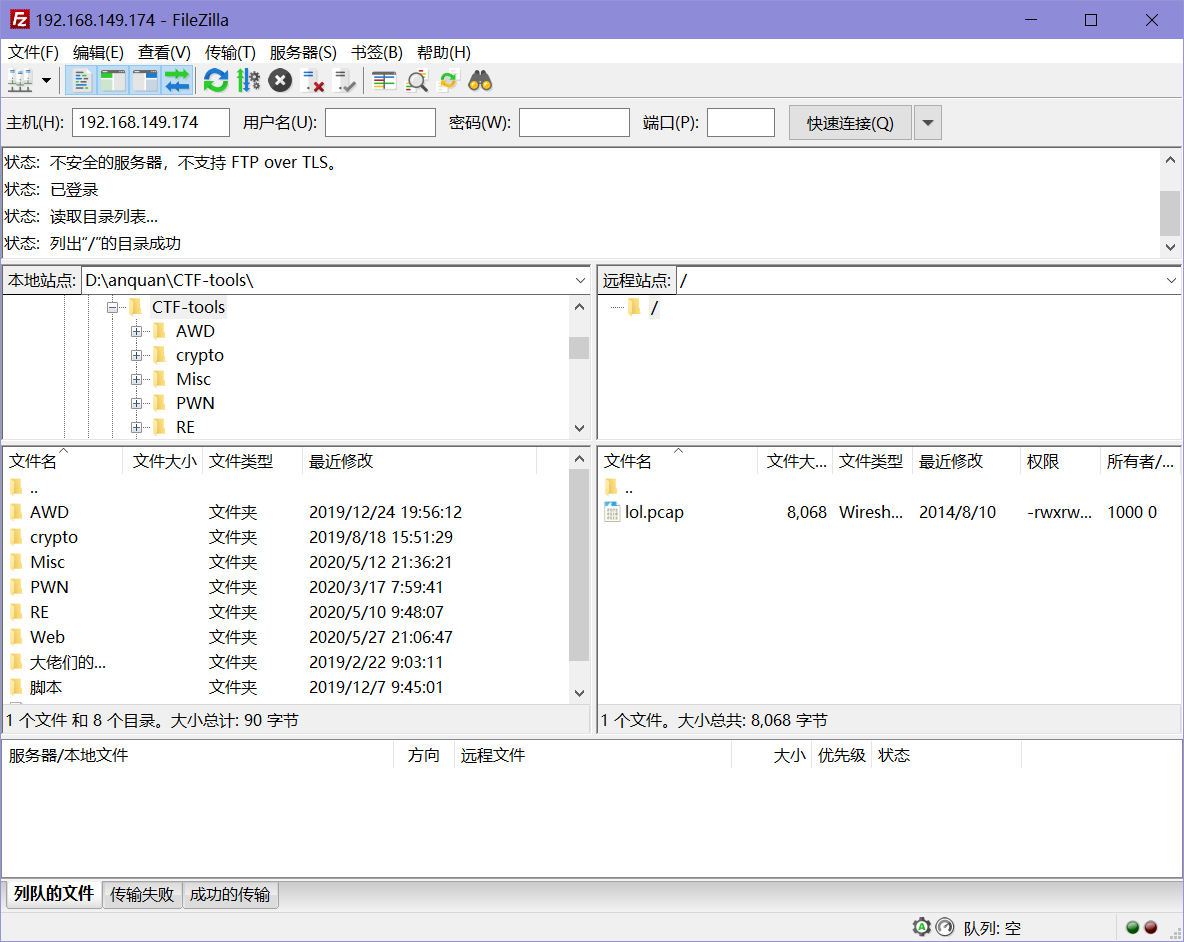 192.168.149.174 - FileZilla
文件(F) 编辑(E) 查看(V) 传输(T) 服务器(S) 书签(B) 帮助(H)
主机(H): 192.168.149.174 用户名(U): 密码(W): 端口(P): 快速连接(Q)
状态: 不安全的服务器，不支持 FTP over TLS。
状态: 已登录
状态: 读取目录列表...
状态: 列出“/”的目录成功
本地站点: D:\anquan\CTF-tools\
CTF-tools
AWD
crypto
Misc
PWN
RE
远程站点: /
/
文件名 文件大小 文件类型 最近修改
..
AWD 文件夹 2019/12/24 19:56:12
crypto 文件夹 2019/8/18 15:51:29
Misc 文件夹 2020/5/12 21:36:21
PWN 文件夹 2020/3/17 7:59:41
RE 文件夹 2020/5/10 9:48:07
Web 文件夹 2020/5/27 21:06:47
大佬们的... 文件夹 2019/2/22 9:03:11
脚本 文件夹 2019/12/7 9:45:01
1 个文件 和 8 个目录。大小总计: 90 字节
文件名 文件大... 文件类型 最近修改 权限 所有者/...
..
lol.pcap 8,068 Wiresh... 2014/8/10 -rwxrw... 1000 0
1 个文件。大小总共: 8,068 字节
服务器/本地文件 方向 远程文件 大小 优先级 状态
列队的文件 传输失败 成功的传输
队列: 空